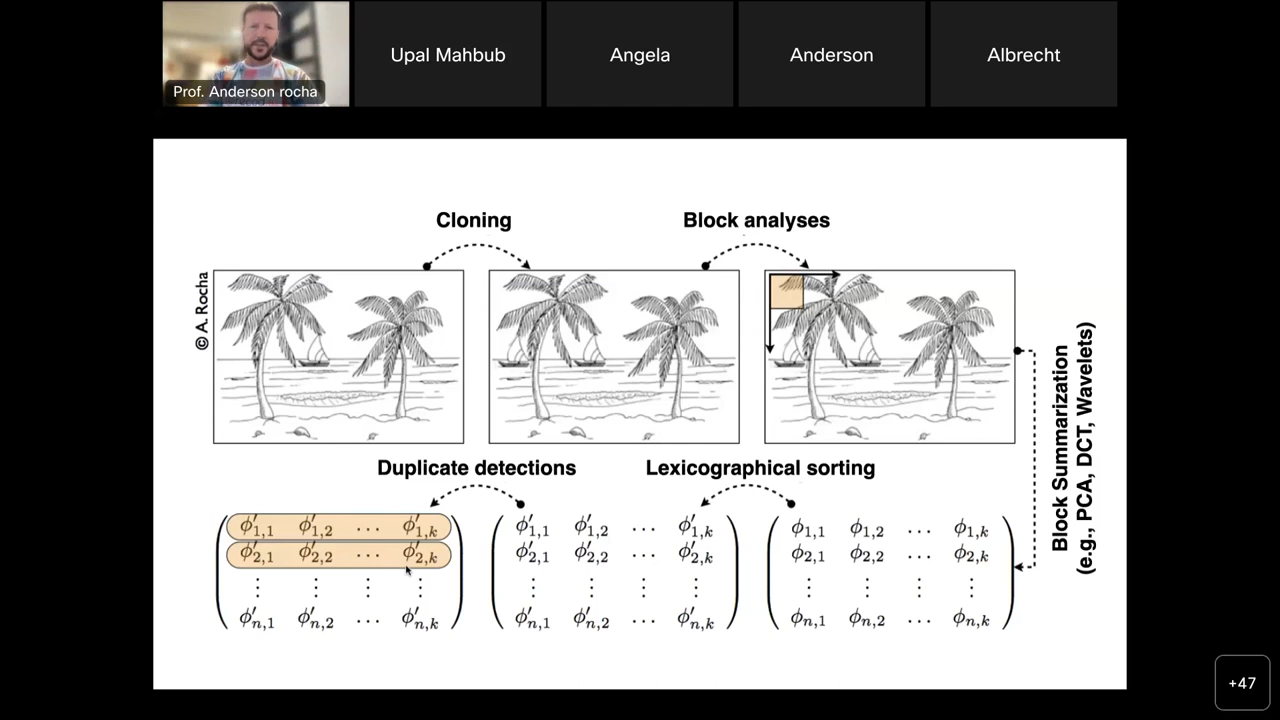 Prof. Anderson rocha
Upal Mahbub
Angela
Anderson
Albrecht
Cloning
Block analyses
© A. Rocha
Block Summarization
(e.g., PCA, DCT, Wavelets)
Duplicate detections
Lexicographical sorting
ϕ′1,1 ϕ′1,2 ... ϕ′1,k
ϕ′2,1 ϕ′2,2 ... ϕ′2,k
⋮ ⋮ ⋮ ⋮
ϕ′n,1 ϕ′n,2 ... ϕ′n,k
ϕ′1,1 ϕ′1,2 ... ϕ′1,k
ϕ′2,1 ϕ′2,2 ... ϕ′2,k
⋮ ⋮ ⋮ ⋮
ϕ′n,1 ϕ′n,2 ... ϕ′n,k
ϕ1,1 ϕ1,2 ... ϕ1,k
ϕ2,1 ϕ2,2 ... ϕ2,k
⋮ ⋮ ⋮ ⋮
ϕn,1 ϕn,2 ... ϕn,k
+47